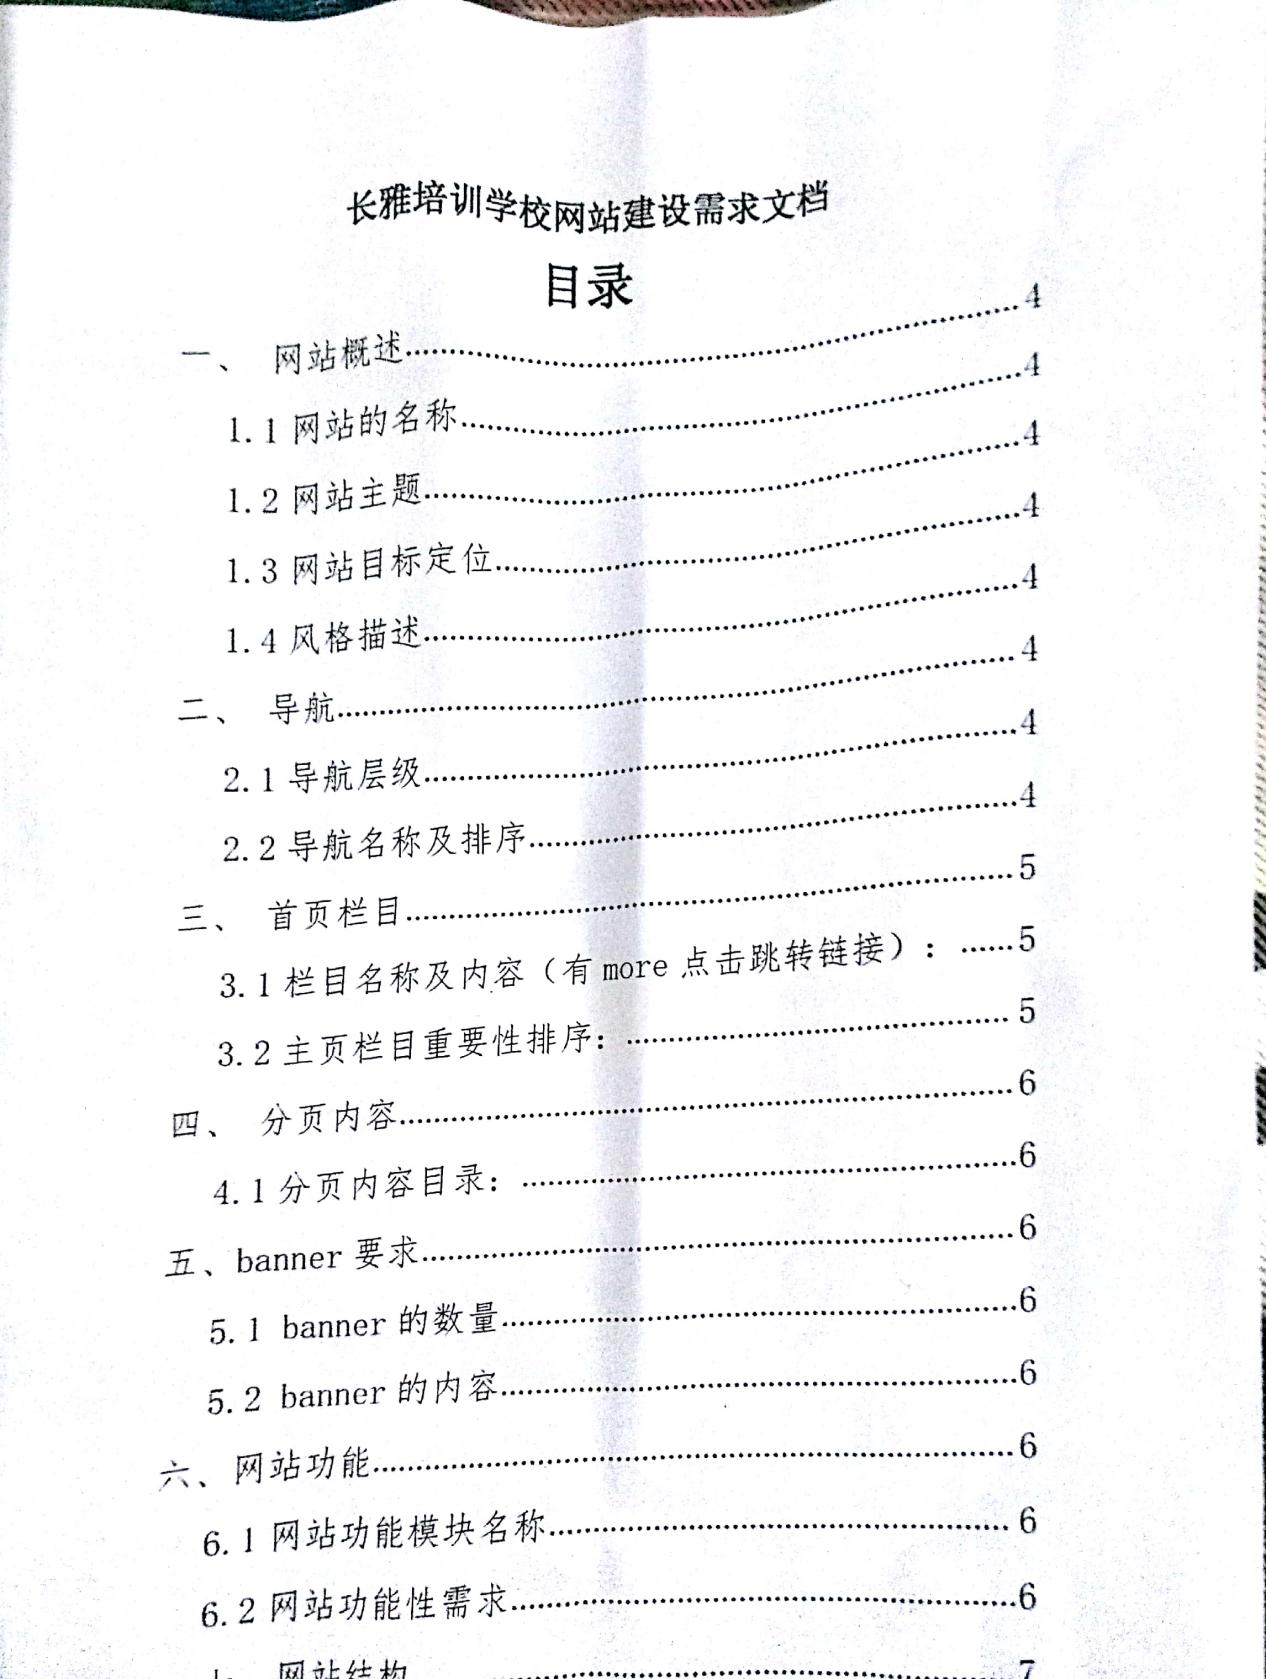 长雅培训学校网站建设需求文档
目录
一、 网站概述........................4
1.1 网站的名称........................4
1.2 网站主题........................4
1.3 网站目标定位........................4
1.4 风格描述........................4
二、 导航........................4
2.1 导航层级........................4
2.2 导航名称及排序........................4
三、 首页栏目........................5
3.1 栏目名称及内容（有 more 点击跳转链接）：......5
3.2 主页栏目重要性排序：........................5
四、 分页内容........................6
4.1 分页内容目录：........................6
五、banner 要求........................6
5.1 banner 的数量........................6
5.2 banner 的内容........................6
六、网站功能........................6
6.1 网站功能模块名称........................6
6.2 网站功能性需求........................6
网站结构........................7